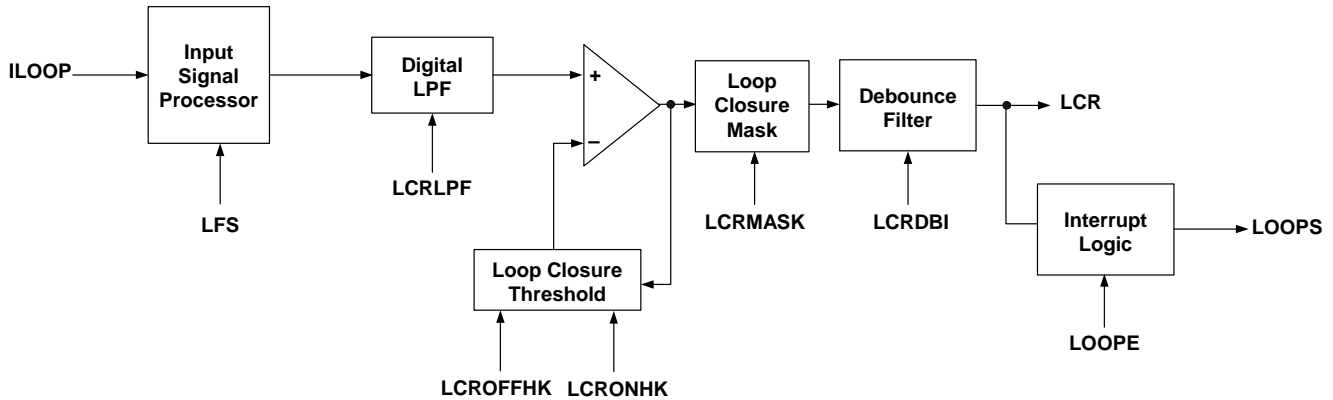 ILOOP
Input
Signal
Processor
LFS
Digital
LPF
LCRLPF
+
−
Loop Closure
Threshold
LCROFFHK
LCRONHK
Loop
Closure
Mask
LCRMASK
Debounce
Filter
LCRDBI
LCR
Interrupt
Logic
LOOPE
LOOPS